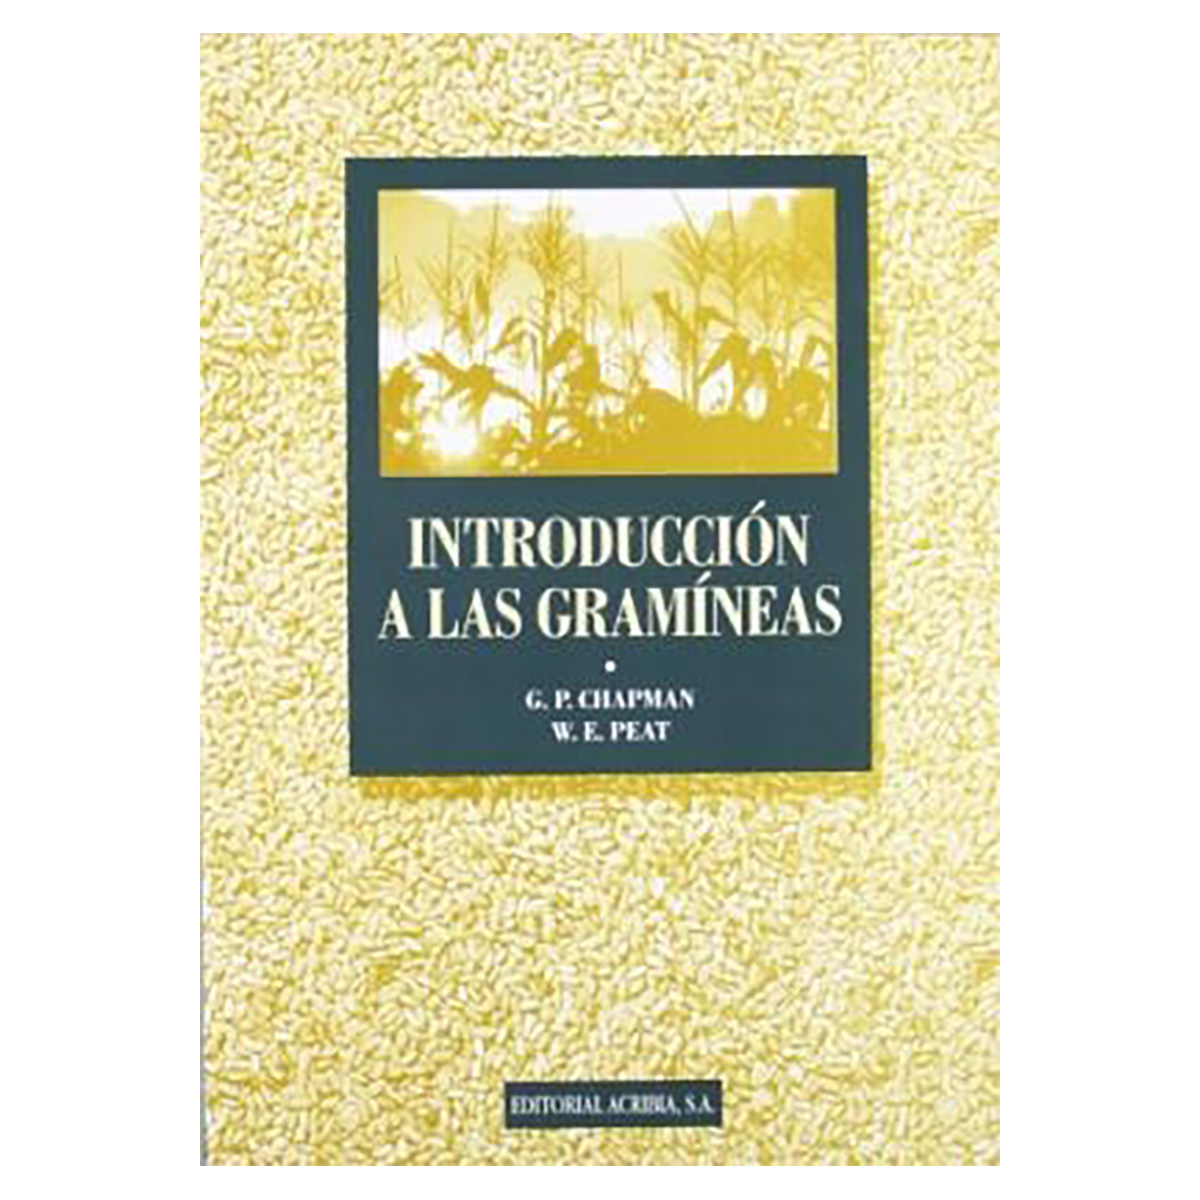 INTRODUCCIÓN
A LAS GRAMÍNEAS
•
G. P. CHAPMAN
W. E. PEAT
EDITORIAL ACRIBIA, S.A.